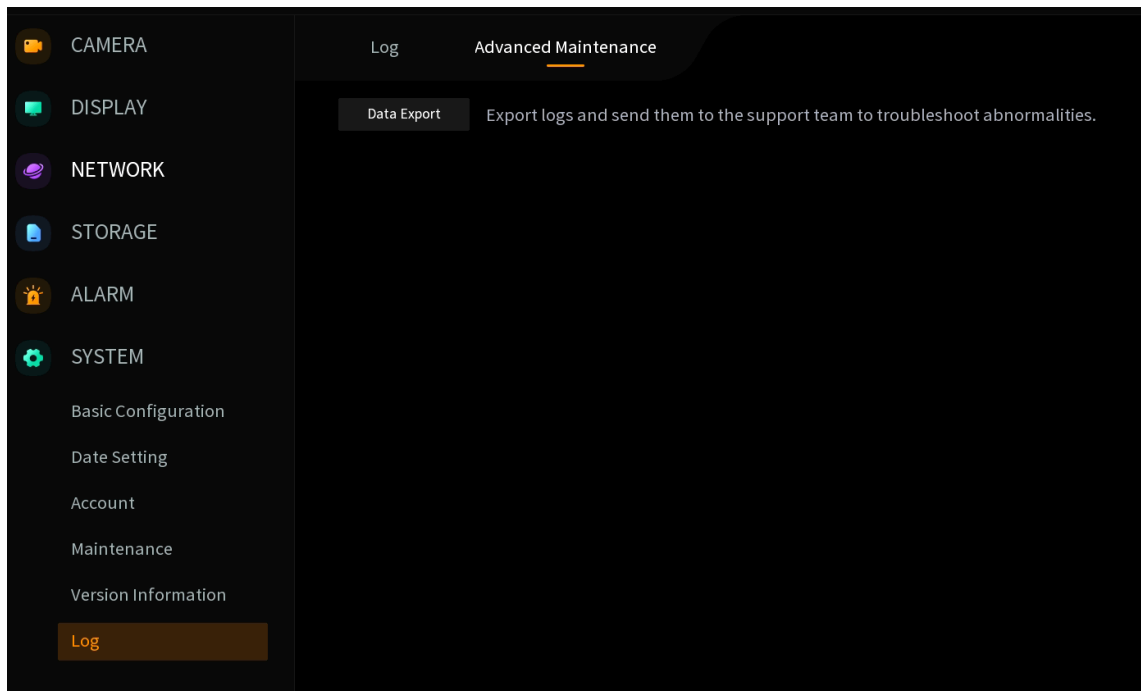 CAMERA
DISPLAY
NETWORK
STORAGE
ALARM
SYSTEM
Basic Configuration
Date Setting
Account
Maintenance
Version Information
Log
Log Advanced Maintenance
Data Export Export logs and send them to the support team to troubleshoot abnormalities.